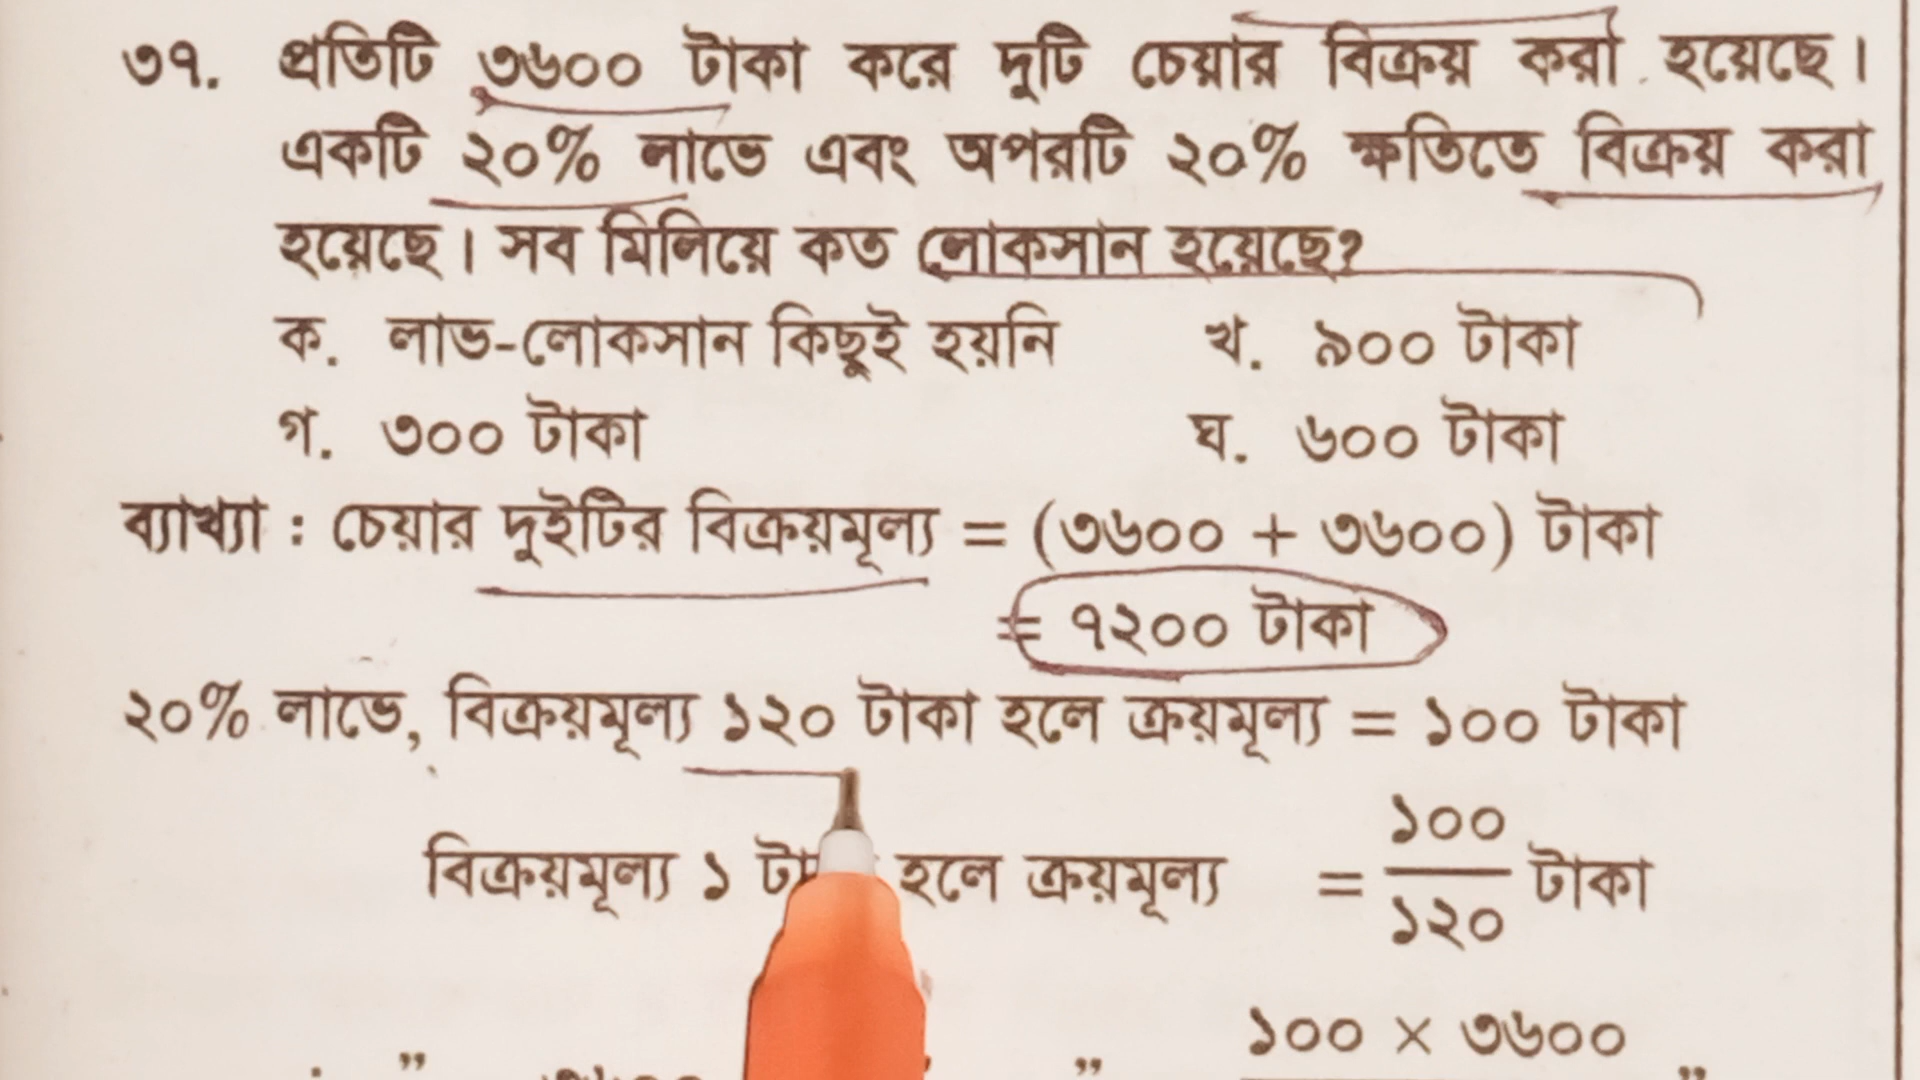 ৩৭. প্রতিটি ৩৬০০ টাকা করে দুটি চেয়ার বিক্রয় করা হয়েছে।
একটি ২০% লাভে এবং অপরটি ২০% ক্ষতিতে বিক্রয় করা
হয়েছে। সব মিলিয়ে কত লোকসান হয়েছে?
ক. লাভ-লোকসান কিছুই হয়নি খ. ৯০০ টাকা
গ. ৩০০ টাকা ঘ. ৬০০ টাকা
ব্যাখ্যা : চেয়ার দুইটির বিক্রয়মূল্য = (৩৬০০ + ৩৬০০) টাকা
= ৭২০০ টাকা
২০% লাভে, বিক্রয়মূল্য ১২০ টাকা হলে ক্রয়মূল্য = ১০০ টাকা
বিক্রয়মূল্য ১ হলে ক্রয়মূল্য = ১০০/১২০ টাকা
" " ১০০ × ৩৬০০ "